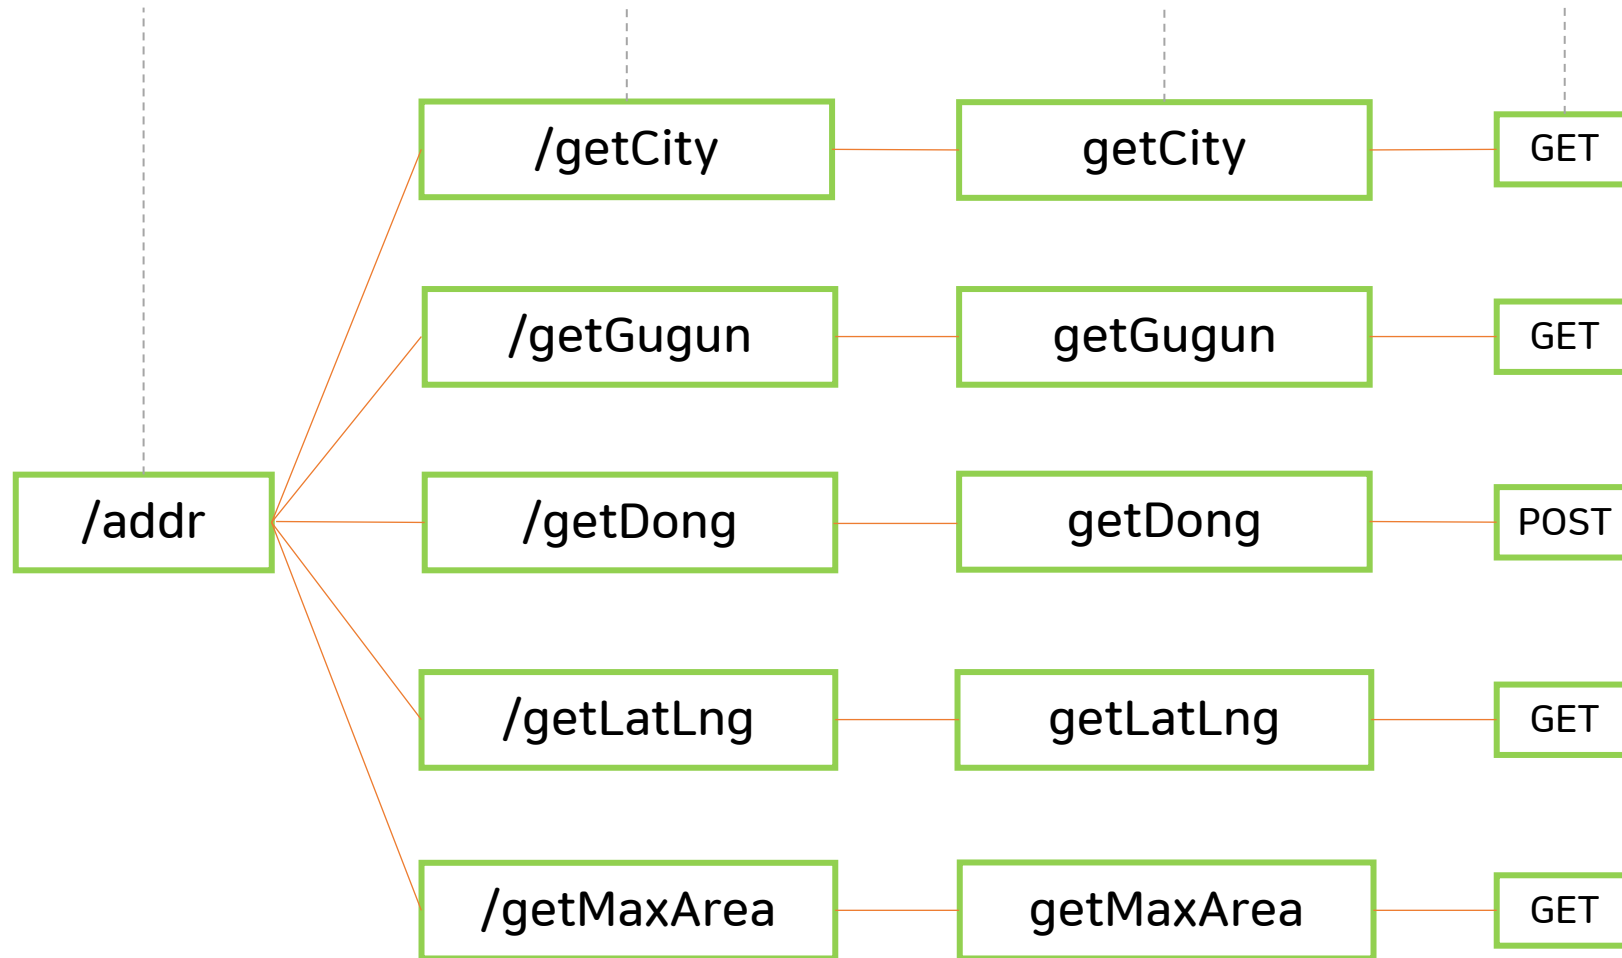 /getCity getCity GET
/getGugun getGugun GET
/addr /getDong getDong POST
/getLatLng getLatLng GET
/getMaxArea getMaxArea GET